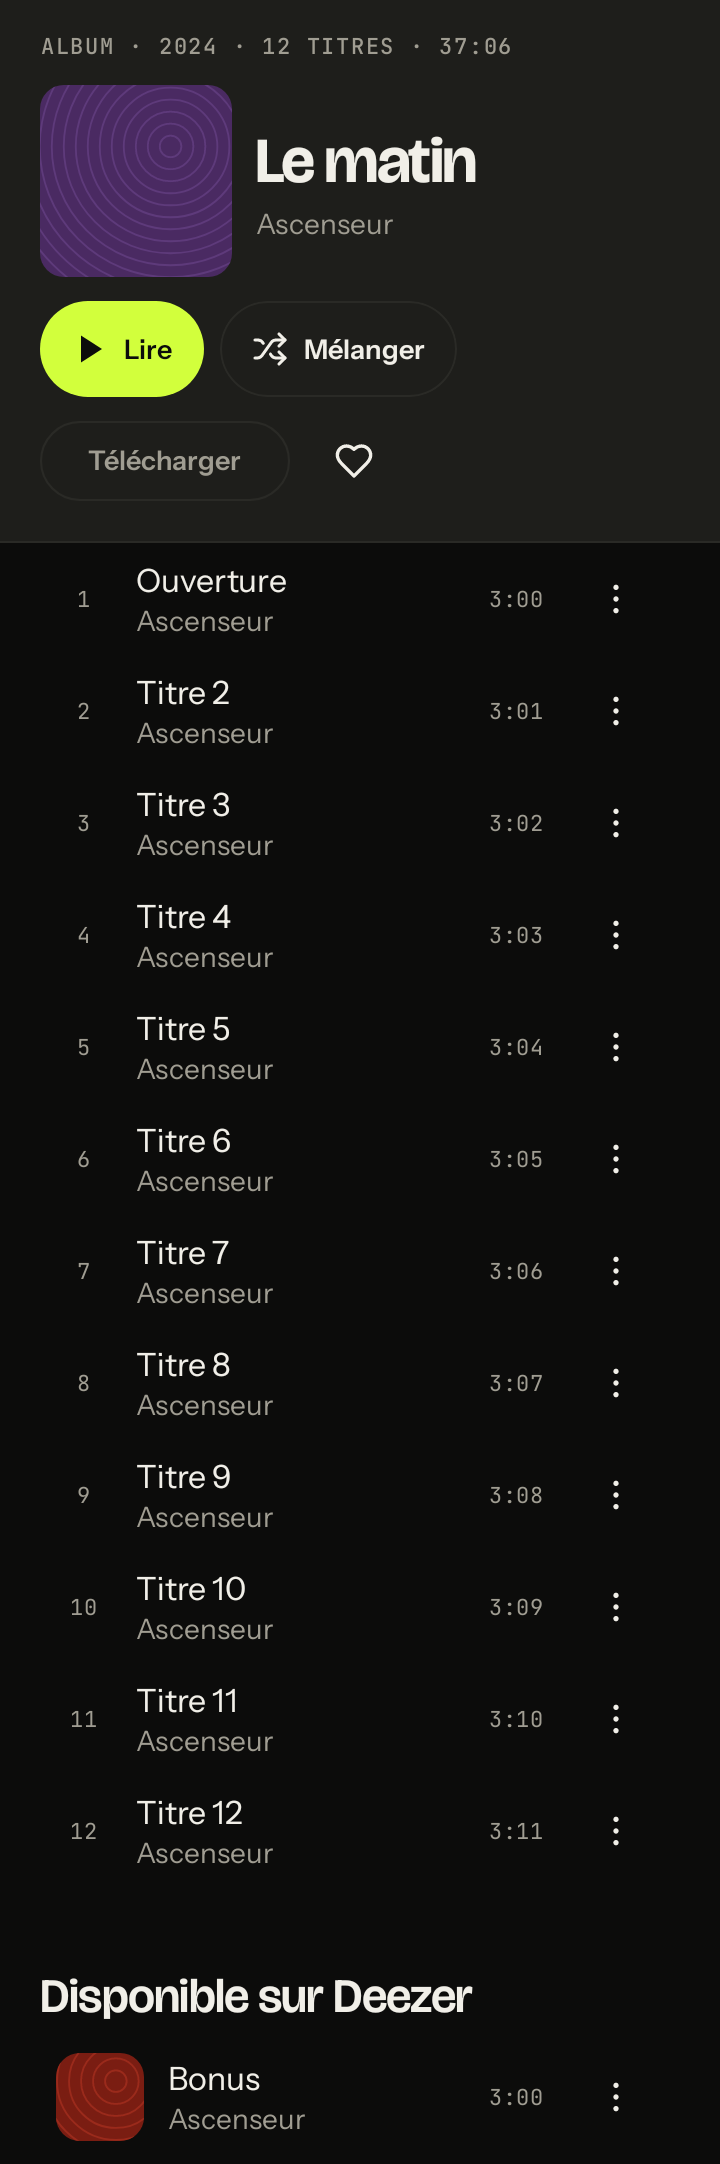 ALBUM · 2024 · 12 TITRES · 37:06
Le matin
Ascenseur
Lire
Mélanger
Télécharger
1 Ouverture 3:00
Ascenseur
2 Titre 2 3:01
Ascenseur
3 Titre 3 3:02
Ascenseur
4 Titre 4 3:03
Ascenseur
5 Titre 5 3:04
Ascenseur
6 Titre 6 3:05
Ascenseur
7 Titre 7 3:06
Ascenseur
8 Titre 8 3:07
Ascenseur
9 Titre 9 3:08
Ascenseur
10 Titre 10 3:09
Ascenseur
11 Titre 11 3:10
Ascenseur
12 Titre 12 3:11
Ascenseur
Disponible sur Deezer
Bonus 3:00
Ascenseur